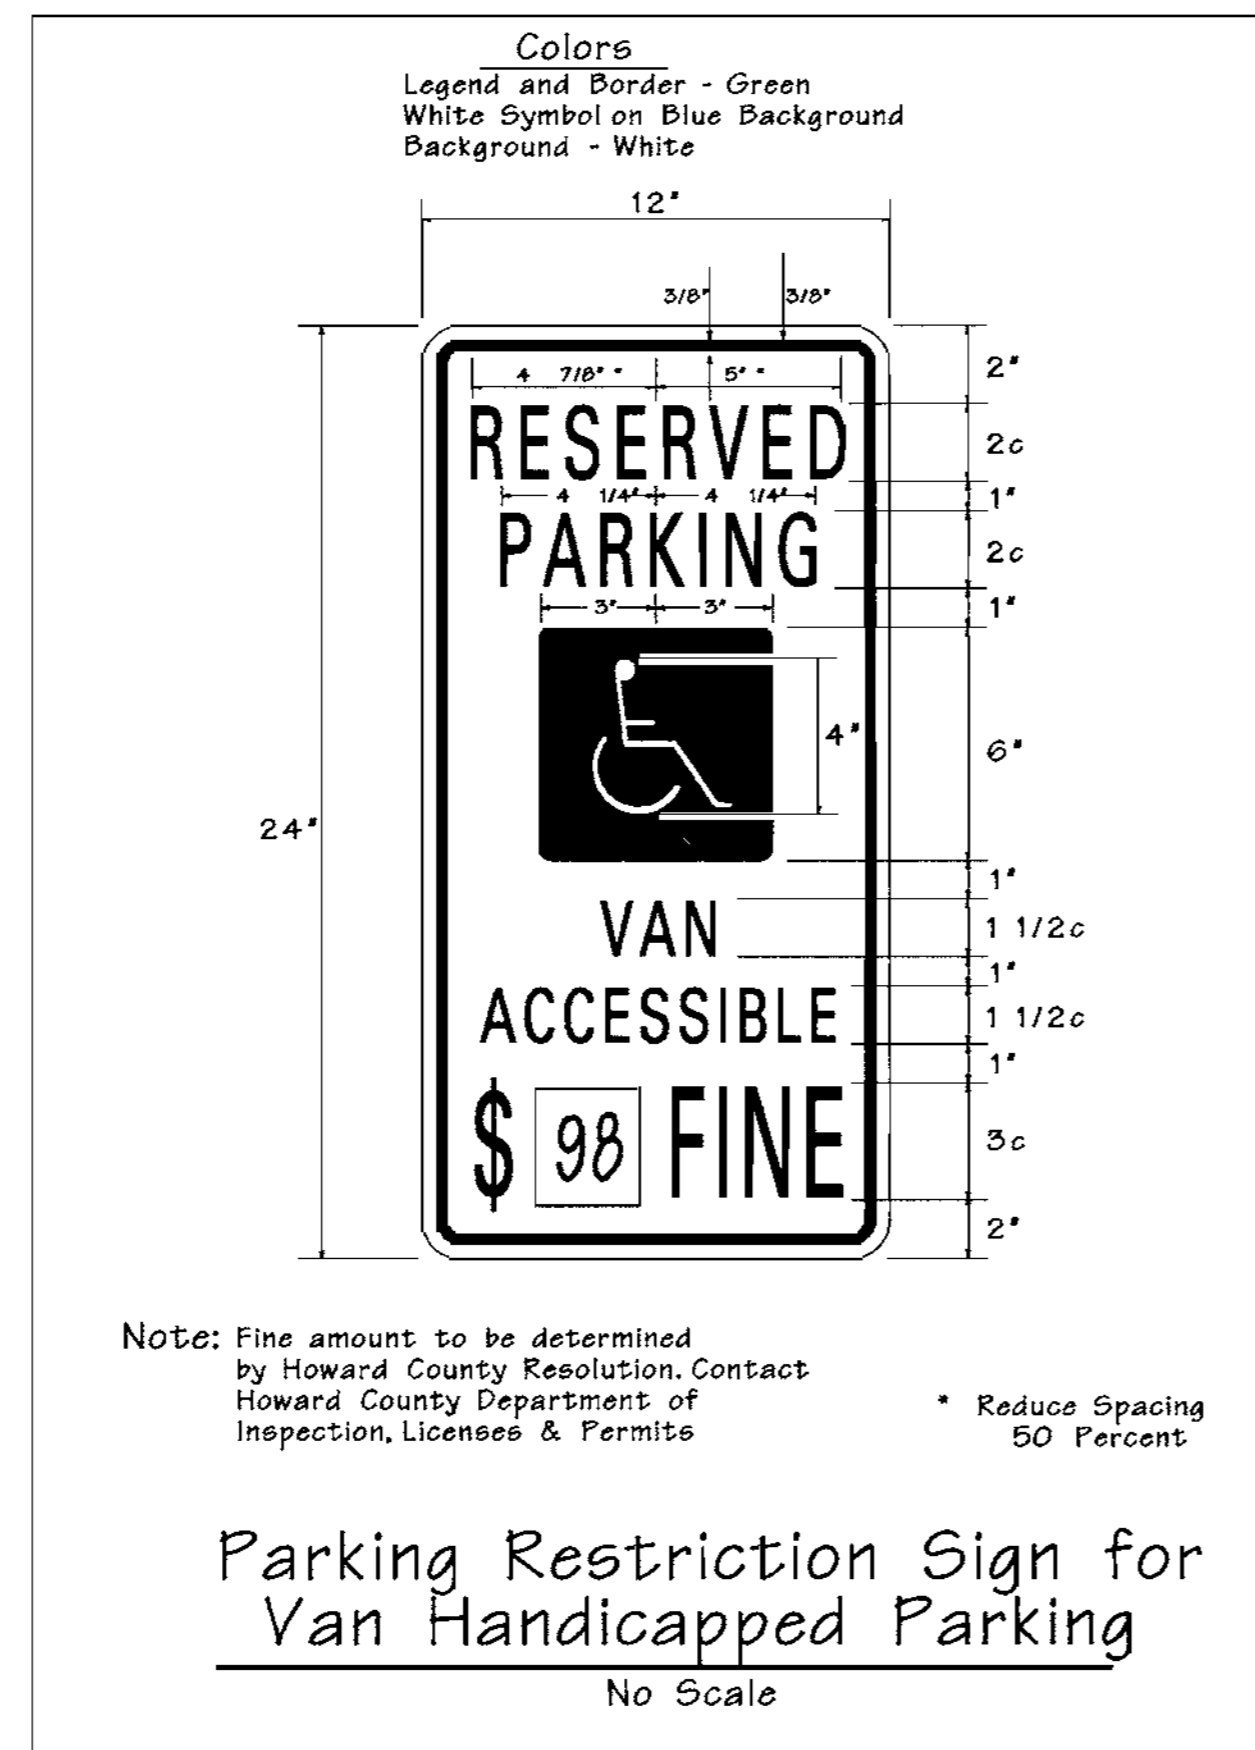 Colors
Legend and Border - Green
White Symbol on Blue Background
Background - White
12"
3/8" 3/8"
2"
4 7/8" * 5" *
RESERVED
2c
4 1/4" 4 1/4"
1"
PARKING
2c
3" 3"
1"
4"
6"
24"
1"
VAN
1 1/2c
1"
ACCESSIBLE
1 1/2c
1"
$ 98 FINE
3c
2"
Note: Fine amount to be determined
by Howard County Resolution. Contact
Howard County Department of
Inspection, Licenses & Permits
* Reduce Spacing
50 Percent
Parking Restriction Sign for
Van Handicapped Parking
No Scale